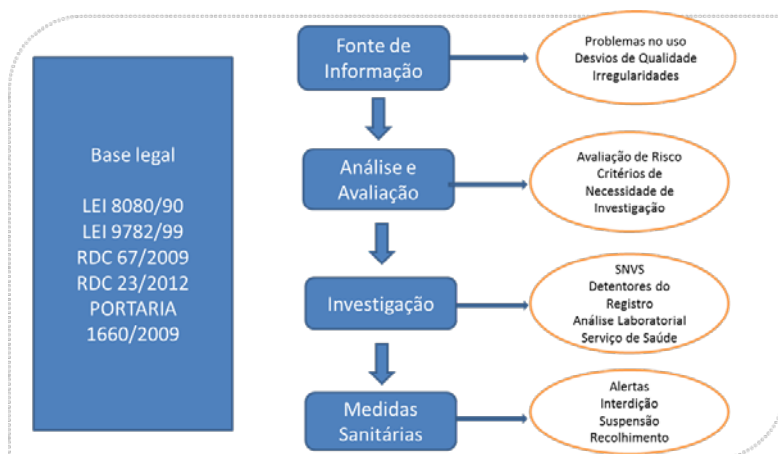 Base legal
LEI 8080/90
LEI 9782/99
RDC 67/2009
RDC 23/2012
PORTARIA
1660/2009
Fonte de
Informação
Problemas no uso
Desvios de Qualidade
Irregularidades
Análise e
Avaliação
Avaliação de Risco
Critérios de
Necessidade de
Investigação
Investigação
SNVS
Detentores do
Registro
Análise Laboratorial
Serviço de Saúde
Medidas
Sanitárias
Alertas
Interdição
Suspensão
Recolhimento